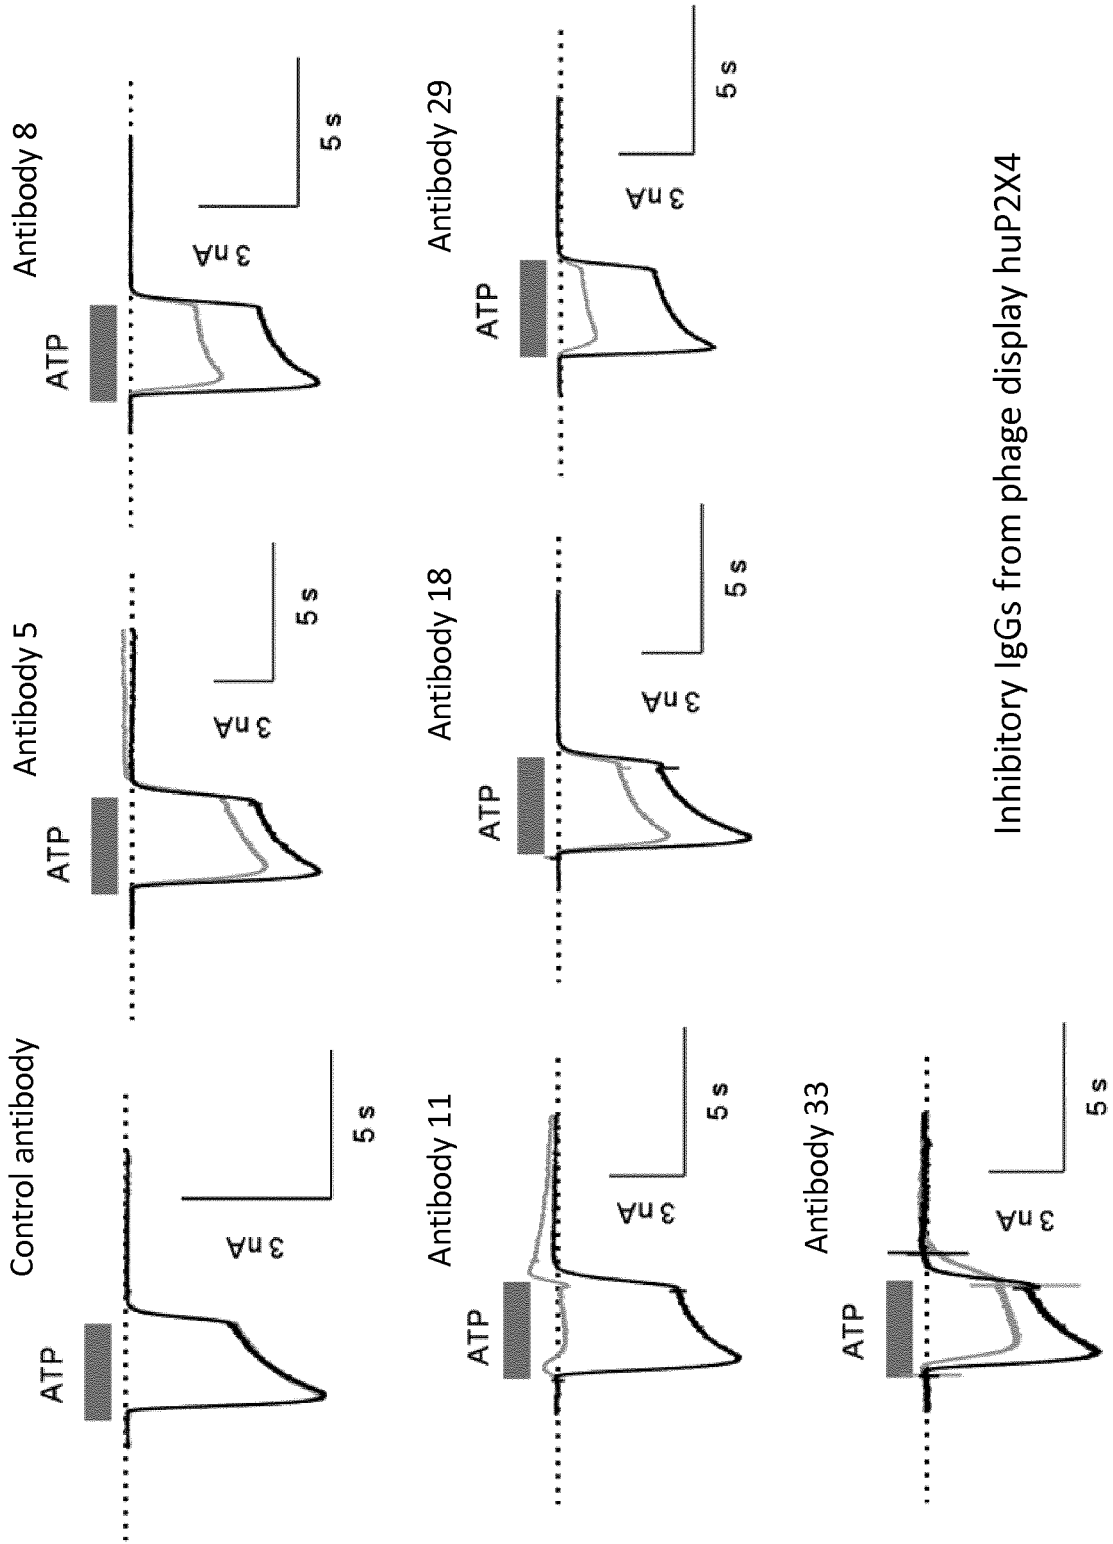 Control antibody
ATP
3 nA
5 s
Antibody 5
ATP
3 nA
5 s
Antibody 8
ATP
3 nA
5 s
Antibody 11
ATP
3 nA
5 s
Antibody 18
ATP
3 nA
5 s
Antibody 29
ATP
3 nA
5 s
Antibody 33
ATP
3 nA
5 s
Inhibitory IgGs from phage display huP2X4